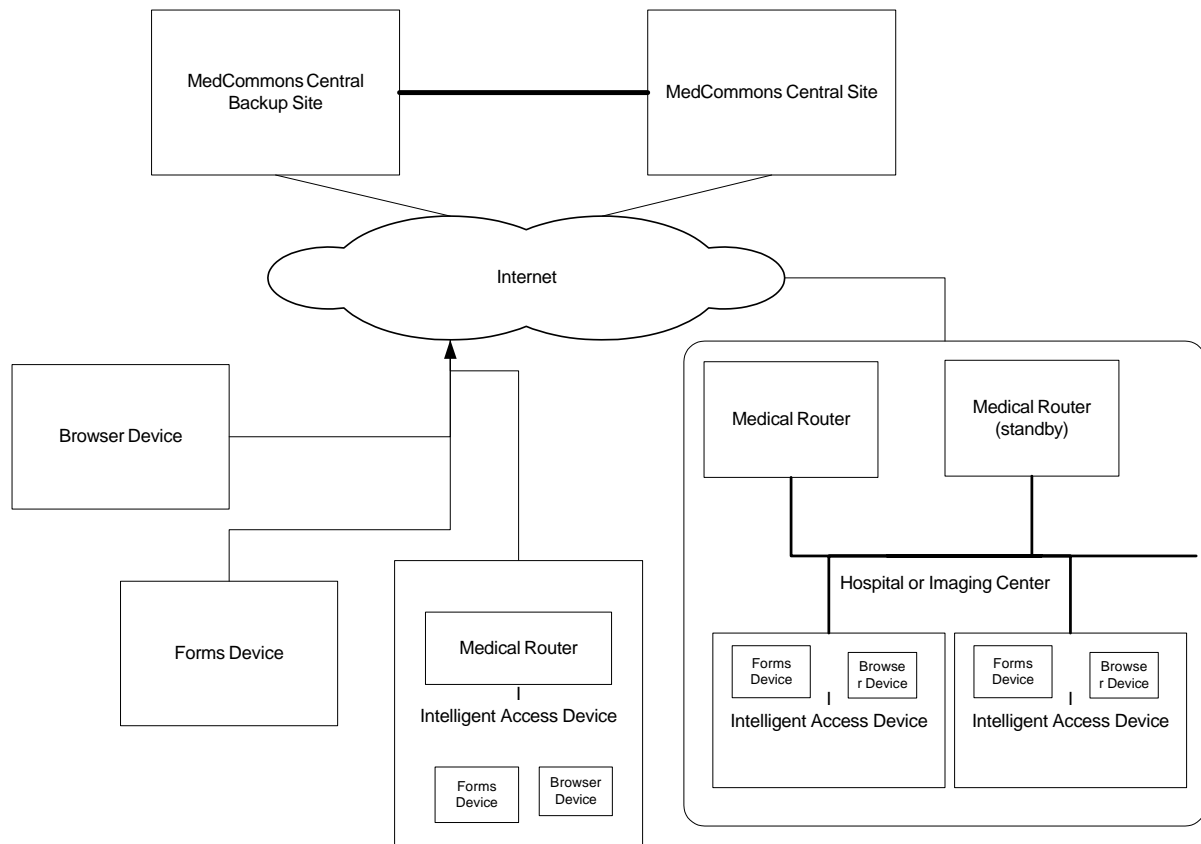 MedCommons Central
Backup Site
MedCommons Central Site
Internet
Browser Device
Medical Router
Medical Router
(standby)
Forms Device
Hospital or Imaging Center
Medical Router
I
Intelligent Access Device
Forms
Device
Browser
Device
Forms
Device
Browse
r Device
I
Intelligent Access Device
Forms
Device
Browse
r Device
I
Intelligent Access Device